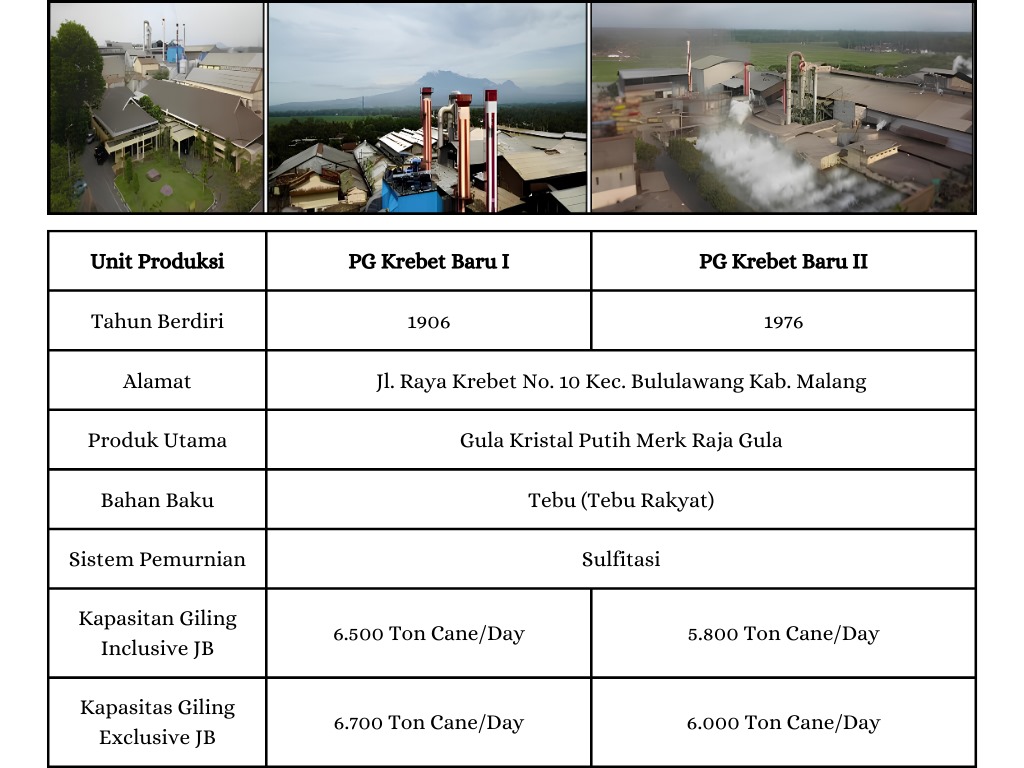 Unit Produksi PG Krebet Baru I PG Krebet Baru II
Tahun Berdiri 1906 1976
Alamat Jl. Raya Krebet No. 10 Kec. Bululawang Kab. Malang
Produk Utama Gula Kristal Putih Merk Raja Gula
Bahan Baku Tebu (Tebu Rakyat)
Sistem Pemurnian Sulfitasi
Kapasitan Giling
Inclusive JB
6.500 Ton Cane/Day 5.800 Ton Cane/Day
Kapasitas Giling
Exclusive JB
6.700 Ton Cane/Day 6.000 Ton Cane/Day